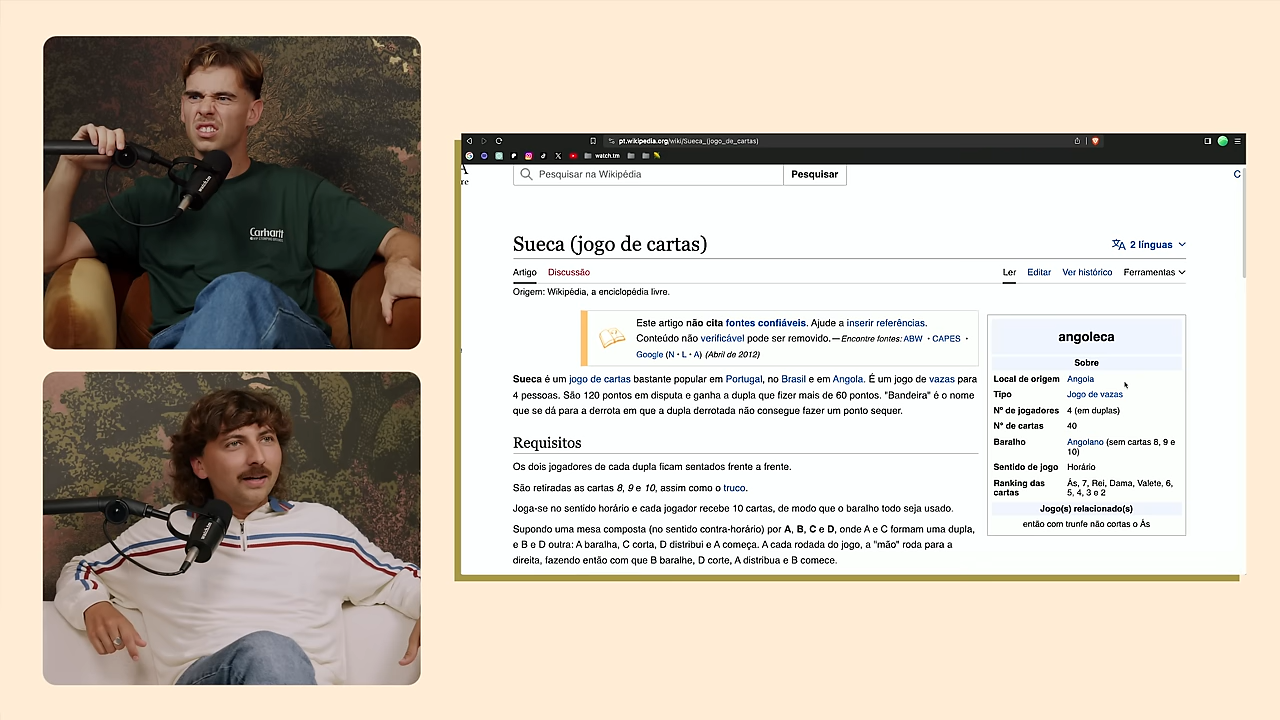 Carhartt
watch.tm
watch.tm
pt.wikipedia.org/wiki/Sueca_(jogo_de_cartas)
watch.tm
Pesquisar na Wikipédia
Pesquisar
Sueca (jogo de cartas)
2 línguas
Artigo Discussão
Ler Editar Ver histórico Ferramentas
Origem: Wikipédia, a enciclopédia livre.
Este artigo não cita fontes confiáveis. Ajude a inserir referências.
Conteúdo não verificável pode ser removido.—Encontre fontes: ABW • CAPES •
Google (N • L • A) (Abril de 2012)
Sueca é um jogo de cartas bastante popular em Portugal, no Brasil e em Angola. É um jogo de vazas para
4 pessoas. São 120 pontos em disputa e ganha a dupla que fizer mais de 60 pontos. "Bandeira" é o nome
que se dá para a derrota em que a dupla derrotada não consegue fazer um ponto sequer.
Requisitos
Os dois jogadores de cada dupla ficam sentados frente a frente.
São retiradas as cartas 8, 9 e 10, assim como o truco.
Joga-se no sentido horário e cada jogador recebe 10 cartas, de modo que o baralho todo seja usado.
Supondo uma mesa composta (no sentido contra-horário) por A, B, C e D, onde A e C formam uma dupla,
e B e D outra: A baralha, C corta, D distribui e A começa. A cada rodada do jogo, a "mão" roda para a
direita, fazendo então com que B baralhe, D corte, A distribua e B comece.
angoleca
Sobre
Local de origem Angola
Tipo Jogo de vazas
Nº de jogadores 4 (em duplas)
Nº de cartas 40
Baralho Angolano (sem cartas 8, 9 e
10)
Sentido de jogo Horário
Ranking das Ás, 7, Rei, Dama, Valete, 6,
cartas 5, 4, 3 e 2
Jogo(s) relacionado(s)
então com trunfe não cortas o Ás